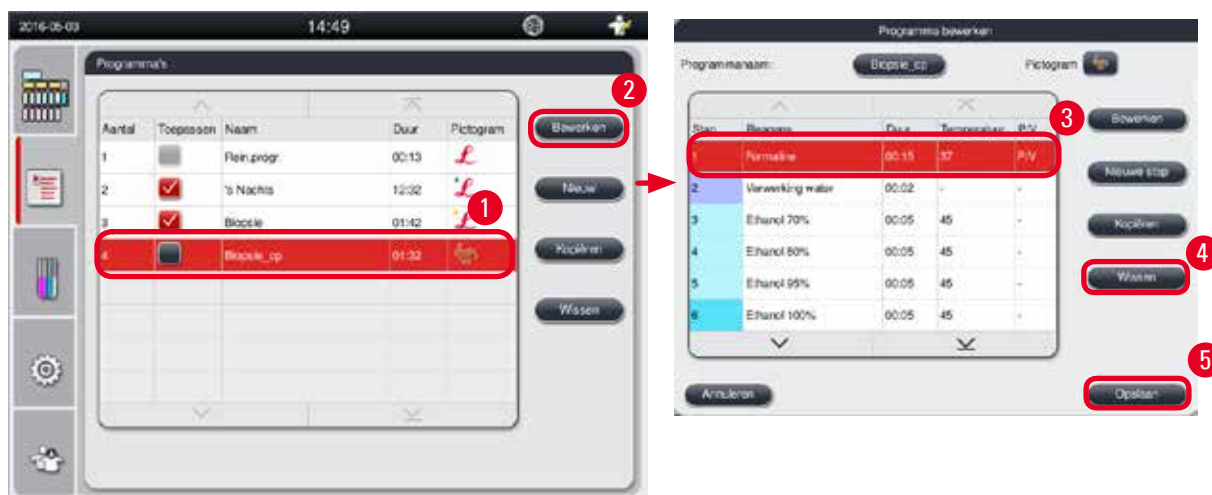 2016-05-03 14:49
Programma's
Aantal Toepassen Naam Duur Pictogram
1 Rein.progr. 00:13
2 's Nachts 12:32
3 Biopsie 01:42
4 Biopsie_cp 01:32
Bewerken
Nieuw
Kopiëren
Wissen
1
2
Programma bewerken
Programmanaam: Biopsie_cp Pictogram
Stap Reagens Duur Temperatuur P/V
1 Formaline 00:15 37 P/V
2 Verwerking water 00:02 - -
3 Ethanol 70% 00:05 45 -
4 Ethanol 80% 00:05 45 -
5 Ethanol 95% 00:05 45 -
6 Ethanol 100% 00:05 45 -
Bewerken
Nieuwe stap
Kopiëren
Wissen
Annuleren
Opslaan
3
4
5